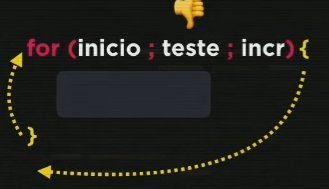 for (inicio ; teste ; incr) {
}